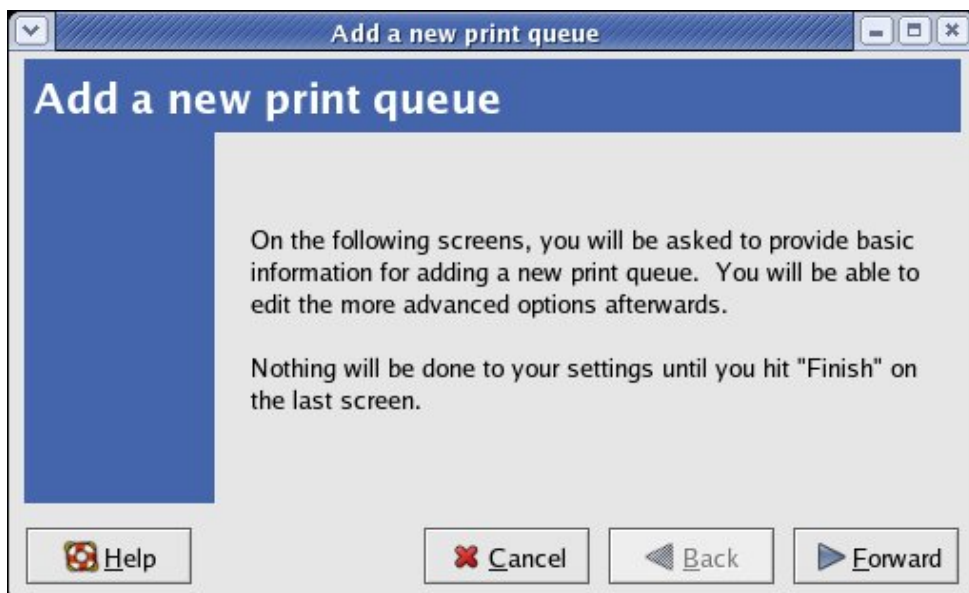 Add a new print queue
Add a new print queue
On the following screens, you will be asked to provide basic
information for adding a new print queue.  You will be able to
edit the more advanced options afterwards.
Nothing will be done to your settings until you hit "Finish" on
the last screen.
Help
Cancel
Back
Forward